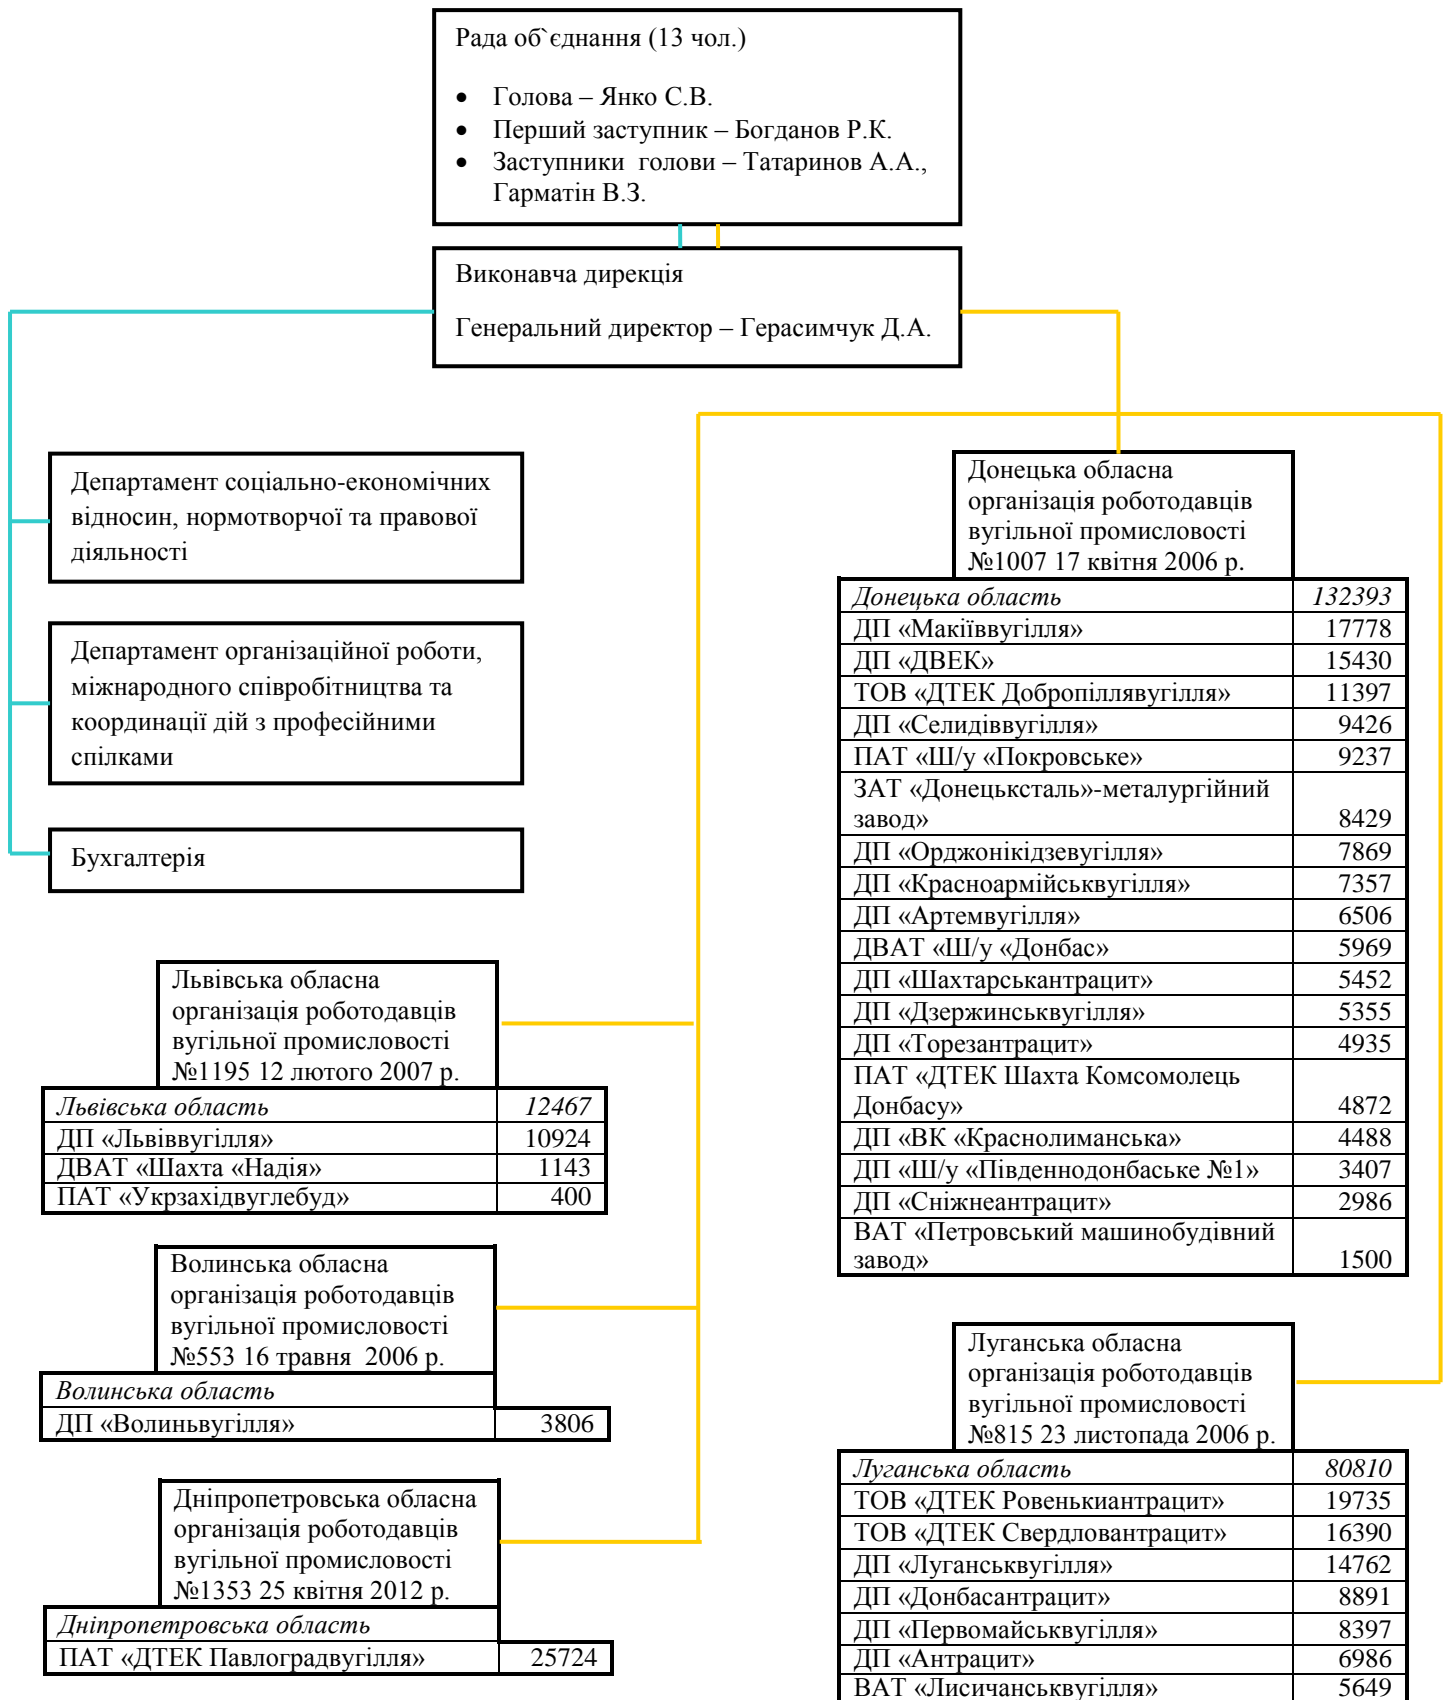 Рада об`єднання (13 чол.)
• Голова – Янко С.В.
• Перший заступник – Богданов Р.К.
• Заступники голови – Татаринов А.А.,
Гарматін В.З.
Виконавча дирекція
Генеральний директор – Герасимчук Д.А.
Департамент соціально-економічних
відносин, нормотворчої та правової
діяльності
Департамент організаційної роботи,
міжнародного співробітництва та
координації дій з професійними
спілками
Бухгалтерія
Львівська обласна
організація роботодавців
вугільної промисловості
№1195 12 лютого 2007 р.
Львівська область 12467
ДП «Львіввугілля» 10924
ДВАТ «Шахта «Надія» 1143
ПАТ «Укрзахідвуглебуд» 400
Волинська обласна
організація роботодавців
вугільної промисловості
№553 16 травня 2006 р.
Волинська область
ДП «Волиньвугілля» 3806
Дніпропетровська обласна
організація роботодавців
вугільної промисловості
№1353 25 квітня 2012 р.
Дніпропетровська область
ПАТ «ДТЕК Павлоградвугілля» 25724
Донецька обласна
організація роботодавців
вугільної промисловості
№1007 17 квітня 2006 р.
Донецька область 132393
ДП «Макіїввугілля» 17778
ДП «ДВЕК» 15430
ТОВ «ДТЕК Добропіллявугілля» 11397
ДП «Селидіввугілля» 9426
ПАТ «Ш/у «Покровське» 9237
ЗАТ «Донецьксталь»-металургійний
завод» 8429
ДП «Орджонікідзевугілля» 7869
ДП «Красноармійськвугілля» 7357
ДП «Артемвугілля» 6506
ДВАТ «Ш/у «Донбас» 5969
ДП «Шахтарськантрацит» 5452
ДП «Дзержинськвугілля» 5355
ДП «Торезантрацит» 4935
ПАТ «ДТЕК Шахта Комсомолець
Донбасу» 4872
ДП «ВК «Краснолиманська» 4488
ДП «Ш/у «Південнодонбаське №1» 3407
ДП «Сніжнеантрацит» 2986
ВАТ «Петровський машинобудівний
завод» 1500
Луганська обласна
організація роботодавців
вугільної промисловості
№815 23 листопада 2006 р.
Луганська область 80810
ТОВ «ДТЕК Ровенькиантрацит» 19735
ТОВ «ДТЕК Свердловантрацит» 16390
ДП «Луганськвугілля» 14762
ДП «Донбасантрацит» 8891
ДП «Первомайськвугілля» 8397
ДП «Антрацит» 6986
ВАТ «Лисичанськвугілля» 5649